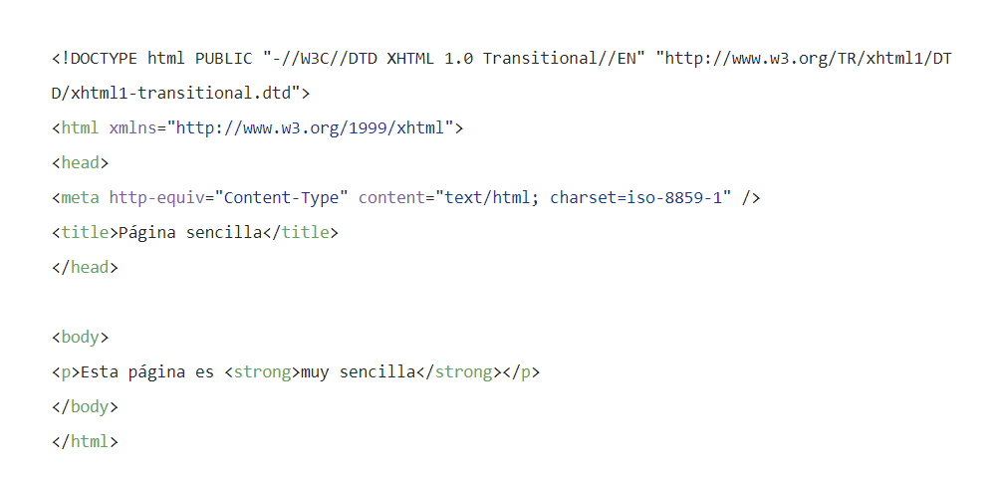 <!DOCTYPE html PUBLIC "-//W3C//DTD XHTML 1.0 Transitional//EN" "http://www.w3.org/TR/xhtml1/DT
D/xhtml1-transitional.dtd">
<html xmlns="http://www.w3.org/1999/xhtml">
<head>
<meta http-equiv="Content-Type" content="text/html; charset=iso-8859-1" />
<title>Página sencilla</title>
</head>
<body>
<p>Esta página es <strong>muy sencilla</strong></p>
</body>
</html>